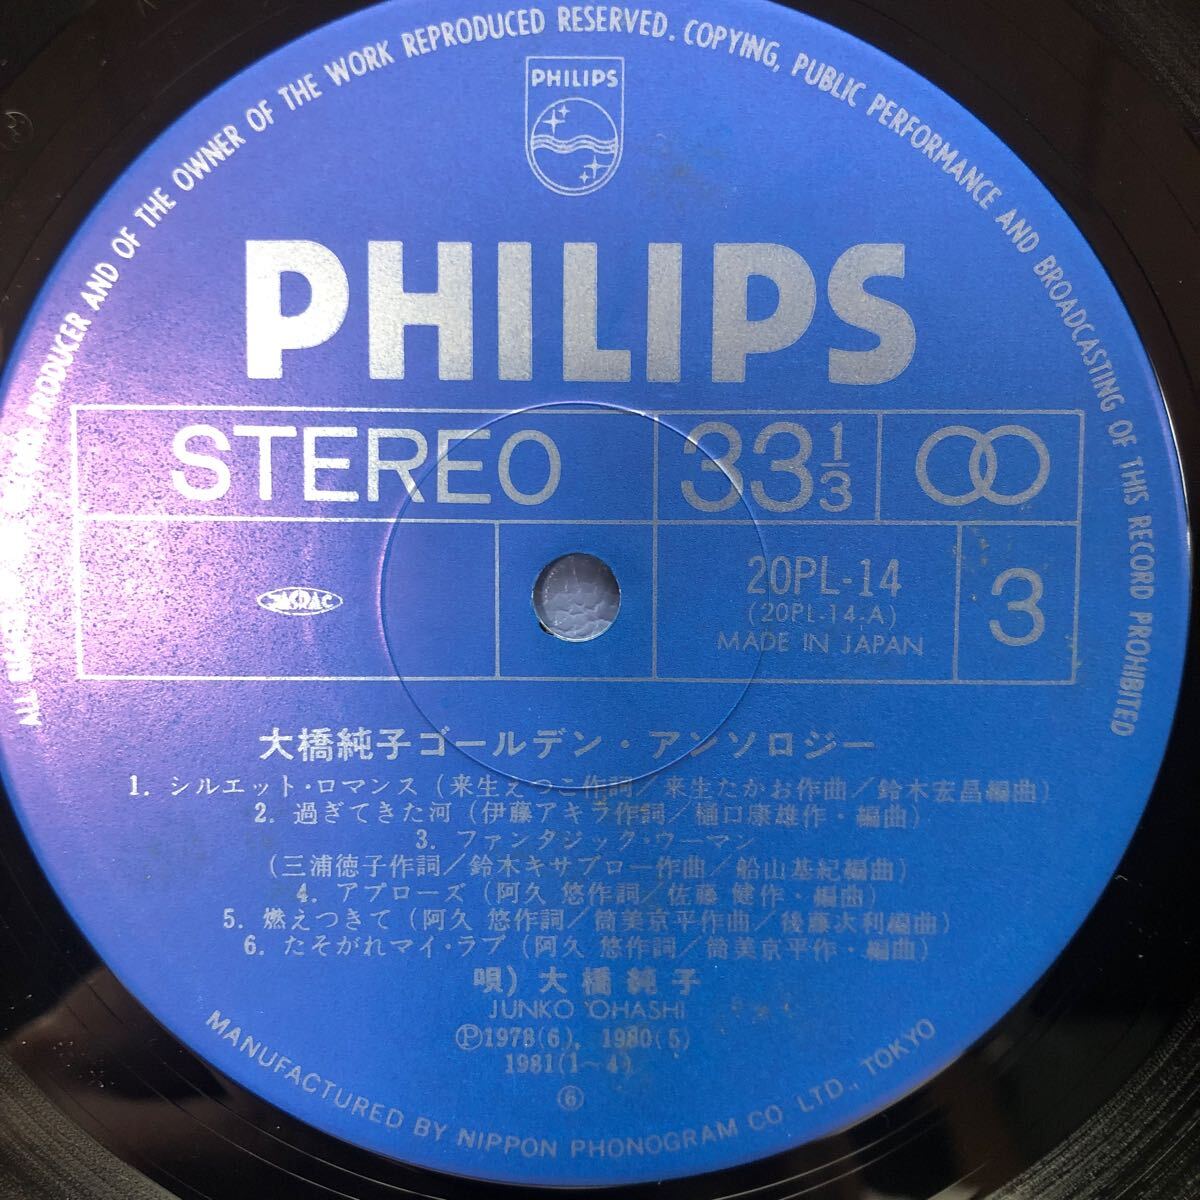 ALL RIGHTS PRODUCER AND OF THE OWNER OF THE WORK REPRODUCED RESERVED. COPYING, PUBLIC PERFORMANCE AND BROADCASTING OF THIS RECORD PROHIBITED
PHILIPS
PHILIPS
STEREO
33 1/3
JASRAC
20PL-14
(20PL-14-A)
MADE IN JAPAN
3
大橋純子ゴールデン・アンソロジー
1. シルエット・ロマンス (来生えつこ作詞/来生たかお作曲/鈴木宏昌編曲)
2. 過ぎてきた河 (伊藤アキラ作詞/樋口康雄作・編曲)
3. ファンタジック・ウーマン
(三浦徳子作詞/鈴木キサブロー作曲/船山基紀編曲)
4. アプローズ (阿久 悠作詞/佐藤 健作・編曲)
5. 燃えつきて (阿久 悠作詞/筒美京平作曲/後藤次利編曲)
6. たそがれマイ・ラブ (阿久 悠作詞/筒美京平作・編曲)
唄) 大橋純子
JUNKO OHASHI
Ⓟ1978(6), 1980(5)
1981(1~4)
⑥
MANUFACTURED BY NIPPON PHONOGRAM CO. LTD., TOKYO